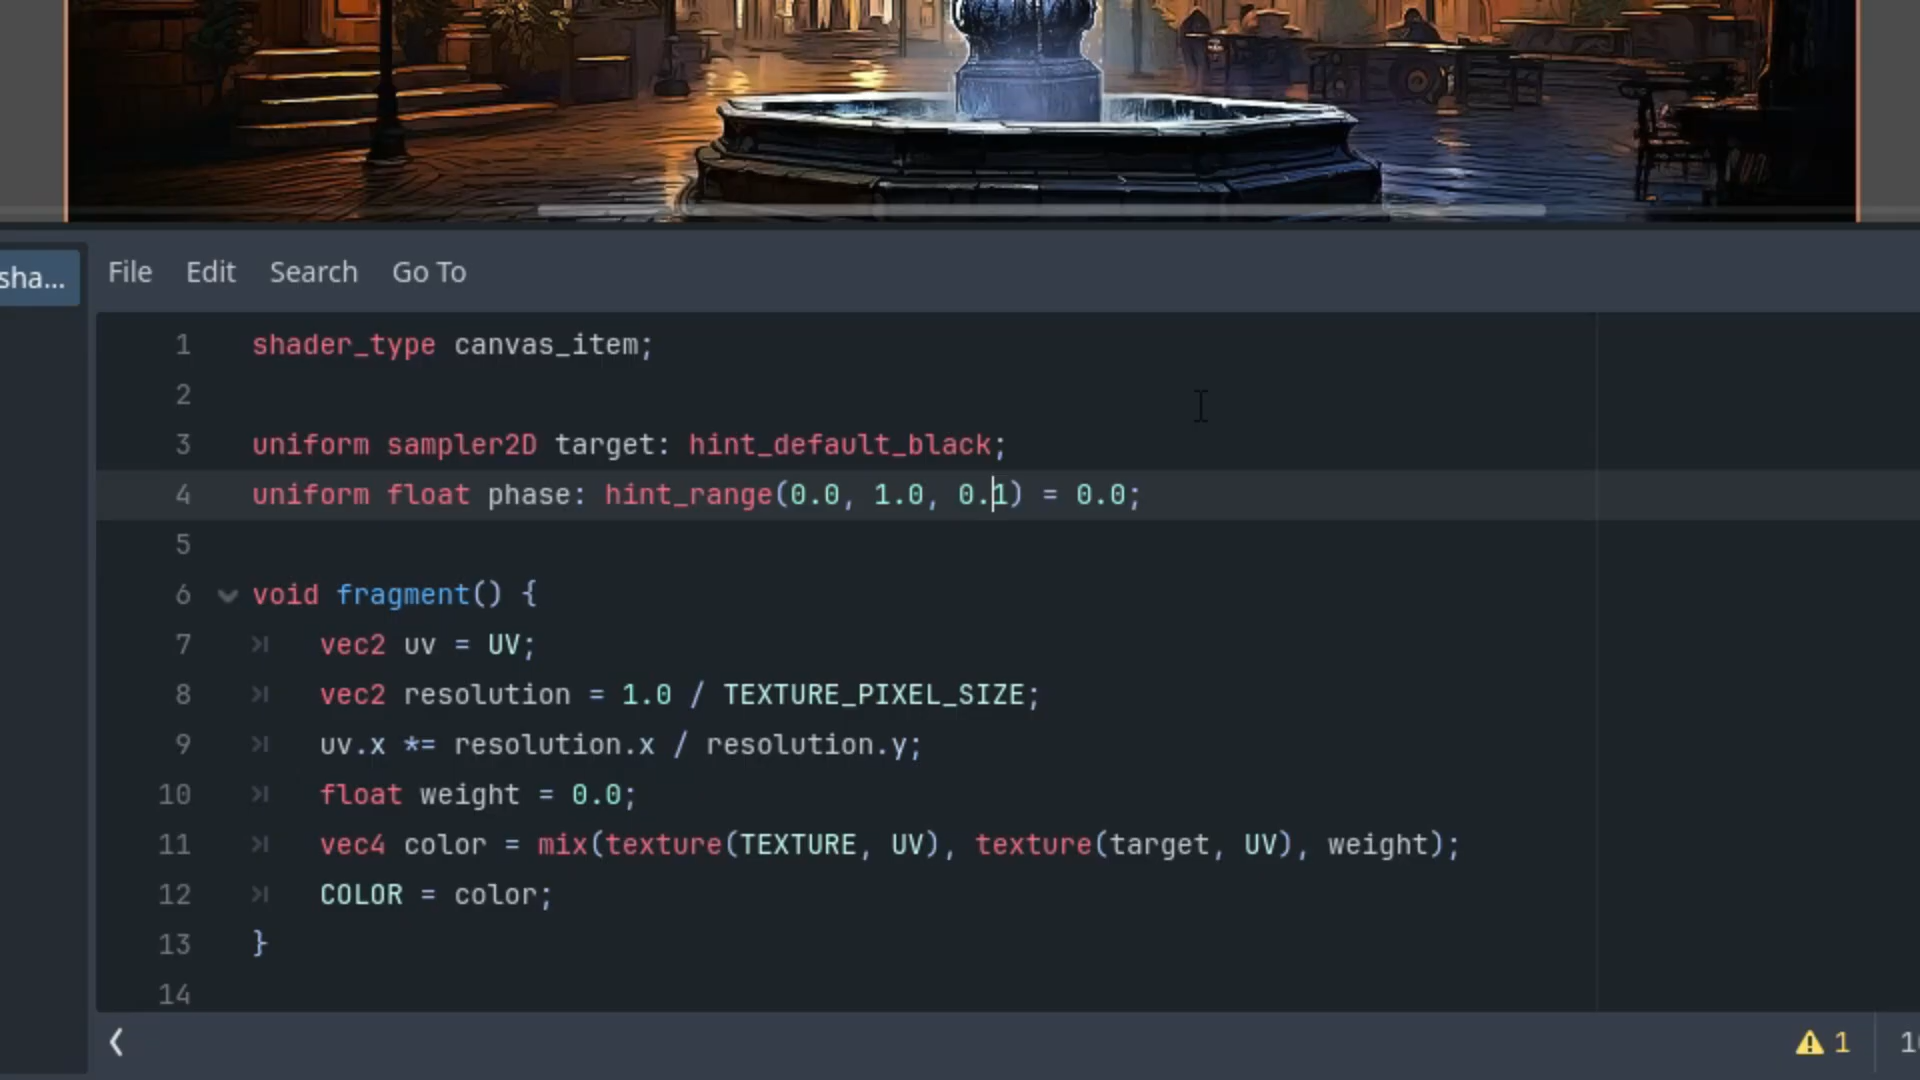 sha...
File Edit Search Go To
1 shader_type canvas_item;
2
3 uniform sampler2D target: hint_default_black;
4 uniform float phase: hint_range(0.0, 1.0, 0.1) = 0.0;
5
6 void fragment() {
7 vec2 uv = UV;
8 vec2 resolution = 1.0 / TEXTURE_PIXEL_SIZE;
9 uv.x *= resolution.x / resolution.y;
10 float weight = 0.0;
11 vec4 color = mix(texture(TEXTURE, UV), texture(target, UV), weight);
12 COLOR = color;
13 }
14
1